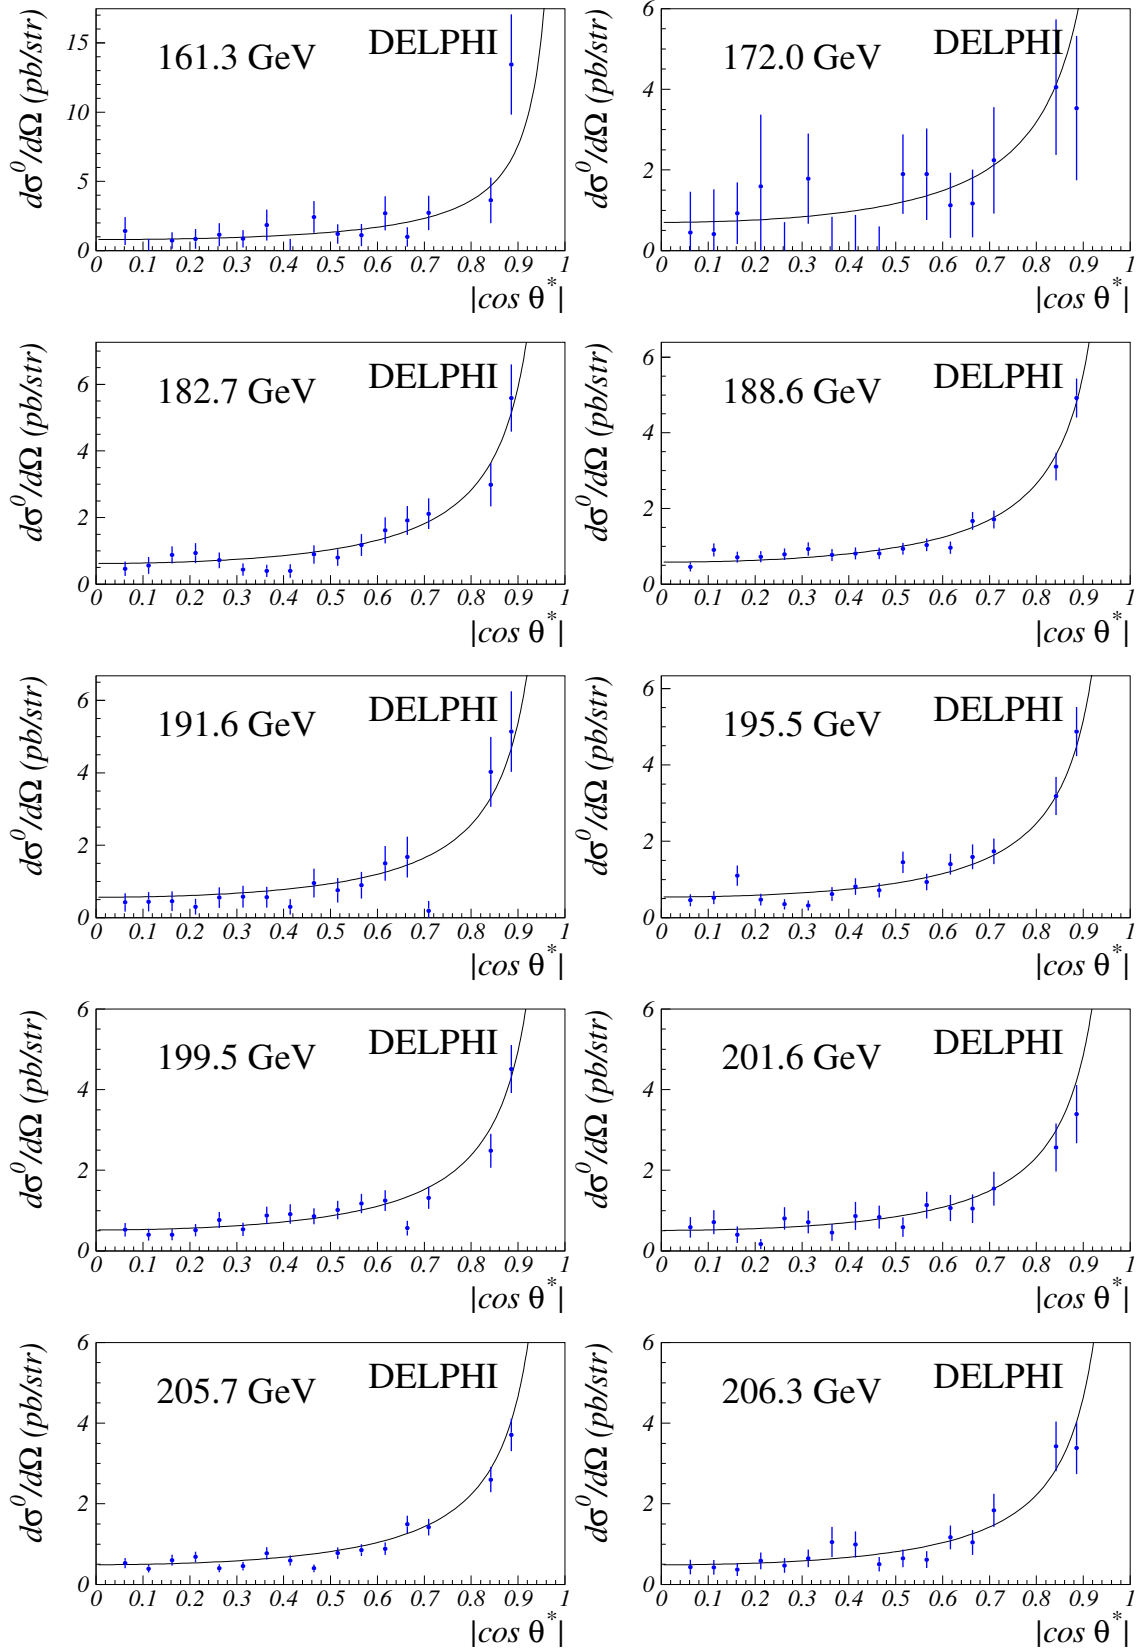 161.3 GeV DELPHI
dσ⁰/dΩ (pb/str)
15
10
5
0
0 0.1 0.2 0.3 0.4 0.5 0.6 0.7 0.8 0.9 1
|cos θ*|
172.0 GeV DELPHI
dσ⁰/dΩ (pb/str)
6
4
2
0
0 0.1 0.2 0.3 0.4 0.5 0.6 0.7 0.8 0.9 1
|cos θ*|
182.7 GeV DELPHI
dσ⁰/dΩ (pb/str)
6
4
2
0
0 0.1 0.2 0.3 0.4 0.5 0.6 0.7 0.8 0.9 1
|cos θ*|
188.6 GeV DELPHI
dσ⁰/dΩ (pb/str)
6
4
2
0
0 0.1 0.2 0.3 0.4 0.5 0.6 0.7 0.8 0.9 1
|cos θ*|
191.6 GeV DELPHI
dσ⁰/dΩ (pb/str)
6
4
2
0
0 0.1 0.2 0.3 0.4 0.5 0.6 0.7 0.8 0.9 1
|cos θ*|
195.5 GeV DELPHI
dσ⁰/dΩ (pb/str)
6
4
2
0
0 0.1 0.2 0.3 0.4 0.5 0.6 0.7 0.8 0.9 1
|cos θ*|
199.5 GeV DELPHI
dσ⁰/dΩ (pb/str)
6
4
2
0
0 0.1 0.2 0.3 0.4 0.5 0.6 0.7 0.8 0.9 1
|cos θ*|
201.6 GeV DELPHI
dσ⁰/dΩ (pb/str)
6
4
2
0
0 0.1 0.2 0.3 0.4 0.5 0.6 0.7 0.8 0.9 1
|cos θ*|
205.7 GeV DELPHI
dσ⁰/dΩ (pb/str)
6
4
2
0
0 0.1 0.2 0.3 0.4 0.5 0.6 0.7 0.8 0.9 1
|cos θ*|
206.3 GeV DELPHI
dσ⁰/dΩ (pb/str)
6
4
2
0
0 0.1 0.2 0.3 0.4 0.5 0.6 0.7 0.8 0.9 1
|cos θ*|